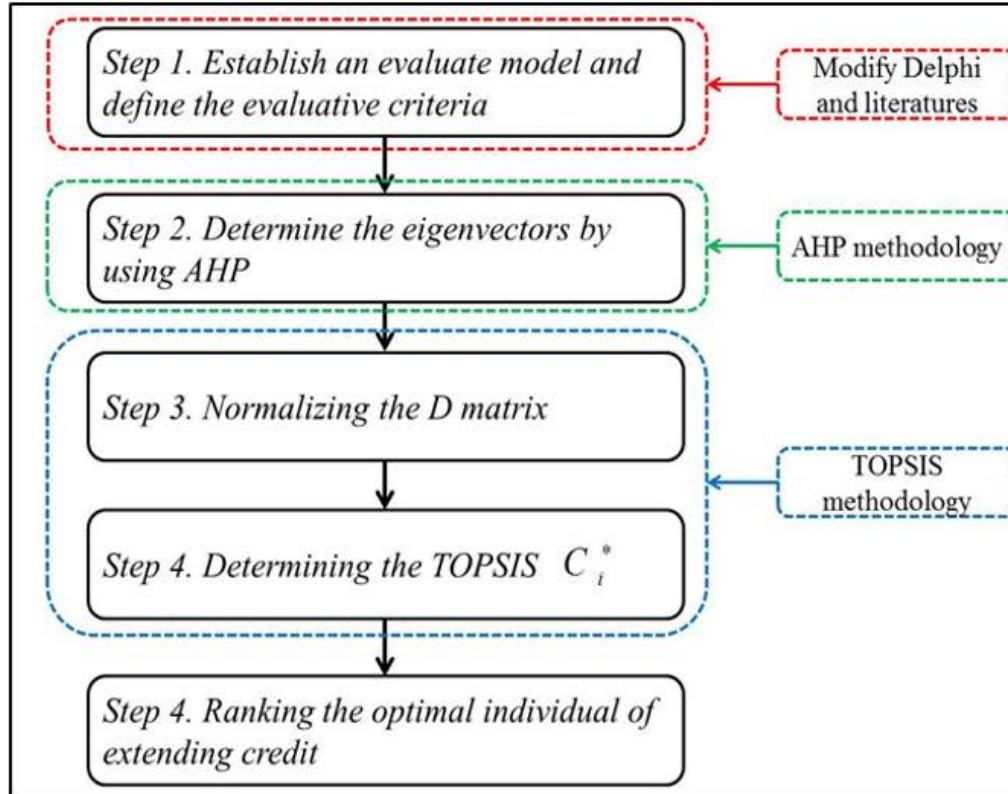 Step 1. Establish an evaluate model and
define the evaluative criteria
Modify Delphi
and literatures
Step 2. Determine the eigenvectors by
using AHP
AHP methodology
Step 3. Normalizing the D matrix
TOPSIS
methodology
Step 4. Determining the TOPSIS C*i
Step 4. Ranking the optimal individual of
extending credit